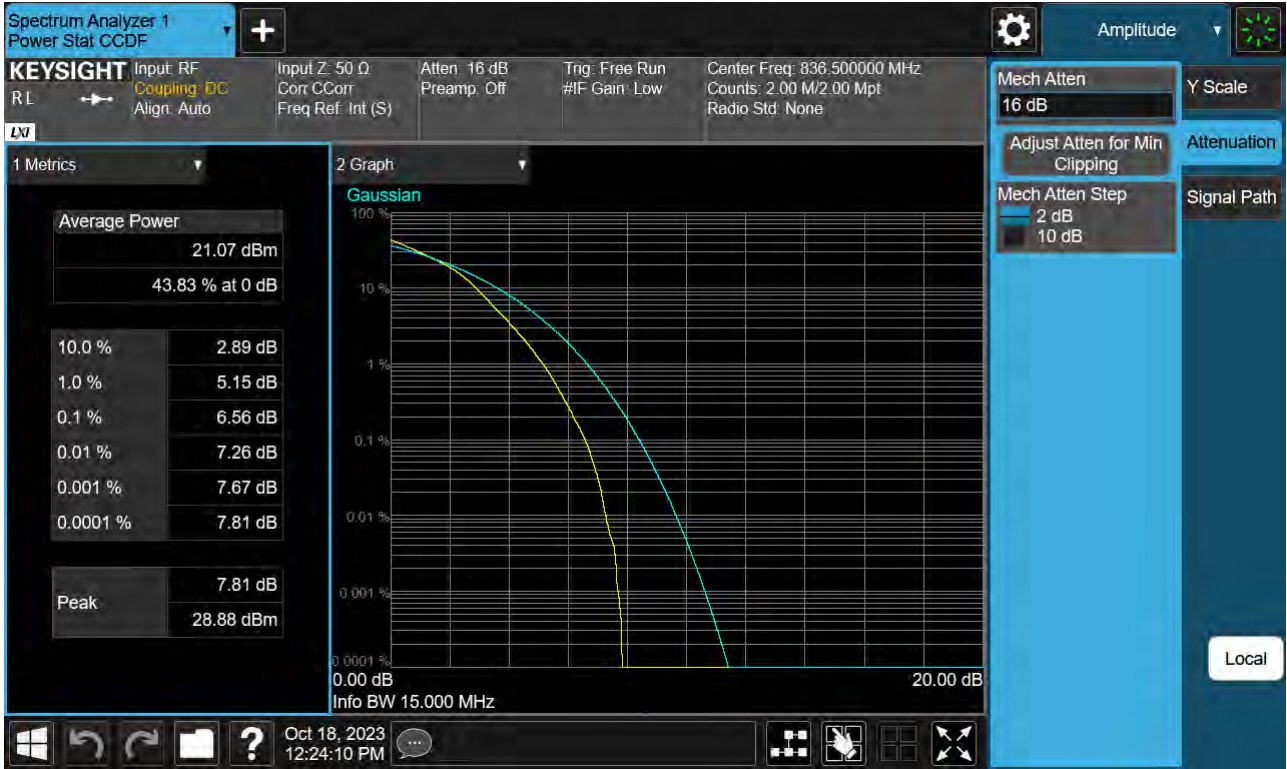 Spectrum Analyzer 1
Power Stat CCDF
Amplitude
KEYSIGHT
R L
LXI
Input: RF
Coupling: DC
Align: Auto
Input Z: 50 Ω
Corr CCorr
Freq Ref: Int (S)
Atten: 16 dB
Preamp: Off
Trig: Free Run
#IF Gain: Low
Center Freq: 836.500000 MHz
Counts: 2.00 M/2.00 Mpt
Radio Std: None
1 Metrics
Average Power
21.07 dBm
43.83 % at 0 dB
10.0 % 2.89 dB
1.0 % 5.15 dB
0.1 % 6.56 dB
0.01 % 7.26 dB
0.001 % 7.67 dB
0.0001 % 7.81 dB
Peak
7.81 dB
28.88 dBm
2 Graph
Gaussian
100 %
10 %
1 %
0.1 %
0.01 %
0.001 %
0.0001 %
0.00 dB 20.00 dB
Info BW 15.000 MHz
Mech Atten
16 dB
Adjust Atten for Min
Clipping
Mech Atten Step
2 dB
10 dB
Y Scale
Attenuation
Signal Path
Local
?
Oct 18, 2023
12:24:10 PM